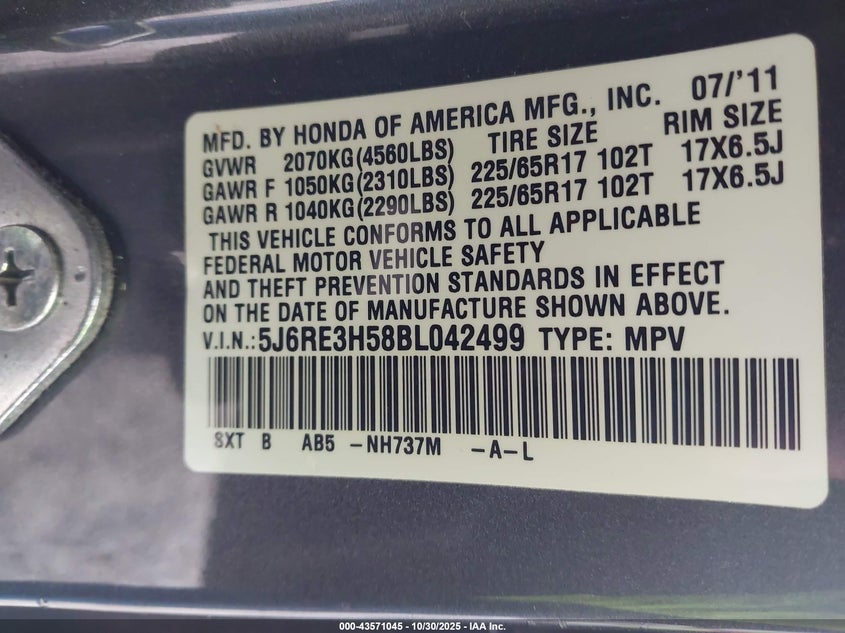 MFD. BY HONDA OF AMERICA MFG., INC. 07/'11
GVWR 2070KG(4560LBS) TIRE SIZE RIM SIZE
GAWR F 1050KG(2310LBS) 225/65R17 102T 17X6.5J
GAWR R 1040KG(2290LBS) 225/65R17 102T 17X6.5J
THIS VEHICLE CONFORMS TO ALL APPLICABLE
FEDERAL MOTOR VEHICLE SAFETY
AND THEFT PREVENTION STANDARDS IN EFFECT
ON THE DATE OF MANUFACTURE SHOWN ABOVE.
V.I.N.:5J6RE3H58BL042499 TYPE: MPV
SXT B AB5 -NH737M -A-L
000-43571045 - 10/30/2025 - IAA Inc.